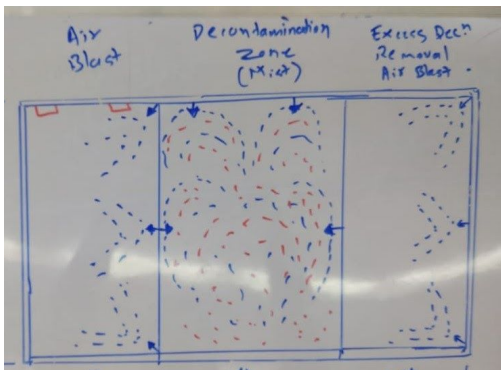 Air
Blast
Decontamination
Zone
(Mist)
Excess Decn
Removal
Air Blast.